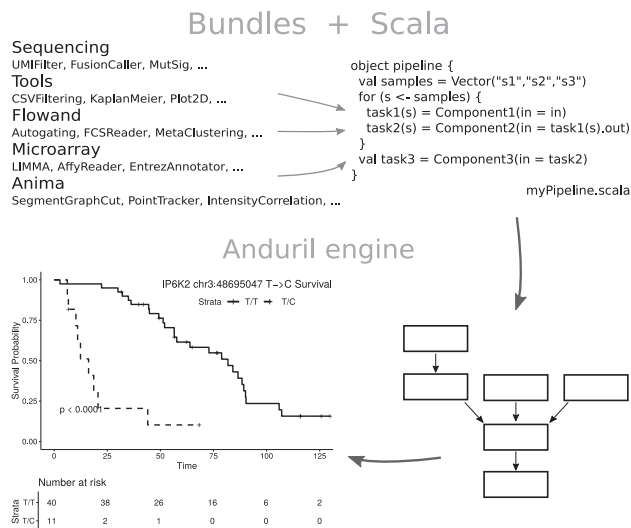 Bundles + Scala
Sequencing
UMIFilter, FusionCaller, MutSig, ...
Tools
CSVFiltering, KaplanMeier, Plot2D, ...
Flowand
Autogating, FCSReader, MetaClustering, ...
Microarray
LIMMA, AffyReader, EntrezAnnotator, ...
Anima
SegmentGraphCut, PointTracker, IntensityCorrelation, ...
object pipeline {
val samples = Vector("s1","s2","s3")
for (s <- samples) {
task1(s) = Component1(in = in)
task2(s) = Component2(in = task1(s).out)
}
val task3 = Component3(in = task2)
}
myPipeline.scala
Anduril engine
IP6K2 chr3:48695047 T->C Survival
Strata T/T T/C
Survival Probability
1.00
0.75
0.50
0.25
0.00
p < 0.0001
0 25 50 75 100 125
Time
Number at risk
Strata
T/T 40 38 26 16 6 2
T/C 11 2 1 0 0 0